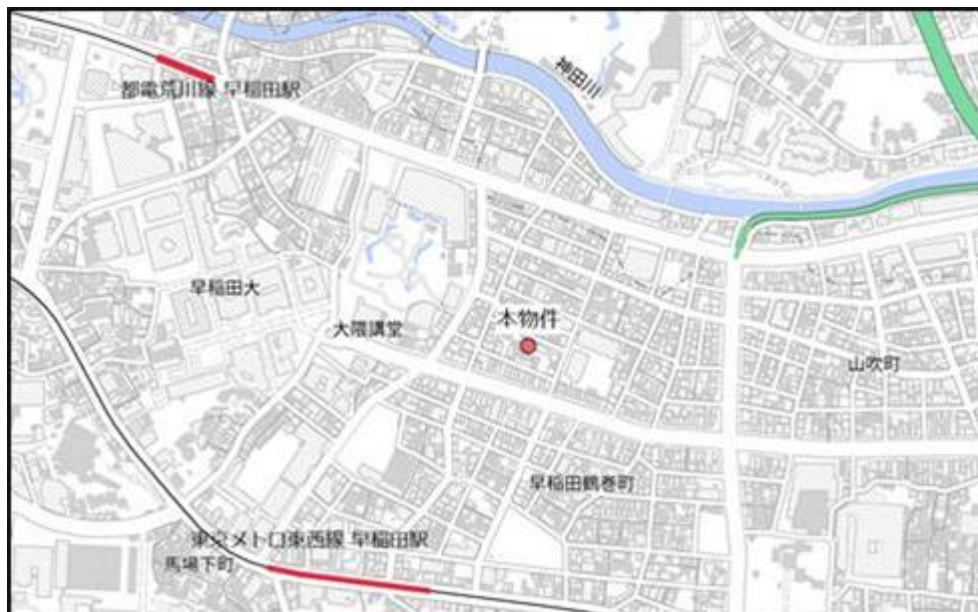 神田川
都電荒川線 早稲田駅
早稲田大
大隈講堂
本物件
山吹町
早稲田鶴巻町
東京メトロ東西線 早稲田駅
馬場下町